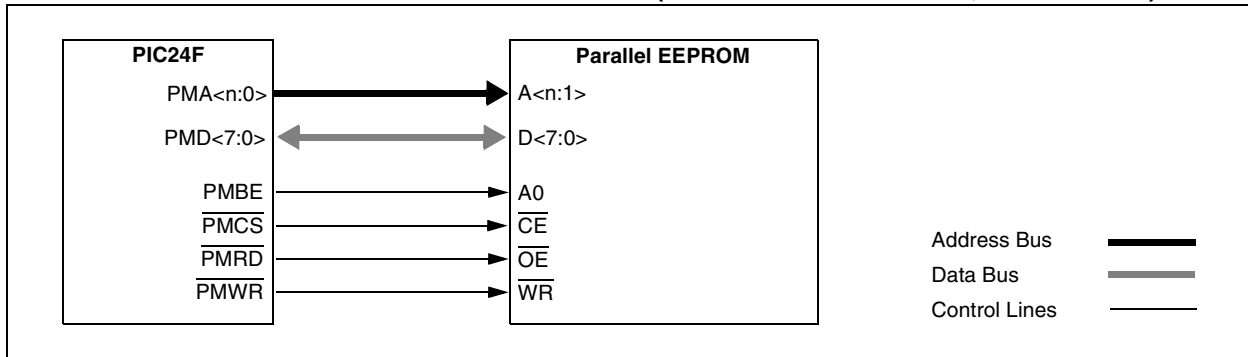 PIC24F
Parallel EEPROM
PMA<n:0>
A<n:1>
PMD<7:0>
D<7:0>
PMBE
A0
PMCS
CE
PMRD
OE
PMWR
WR
Address Bus
Data Bus
Control Lines